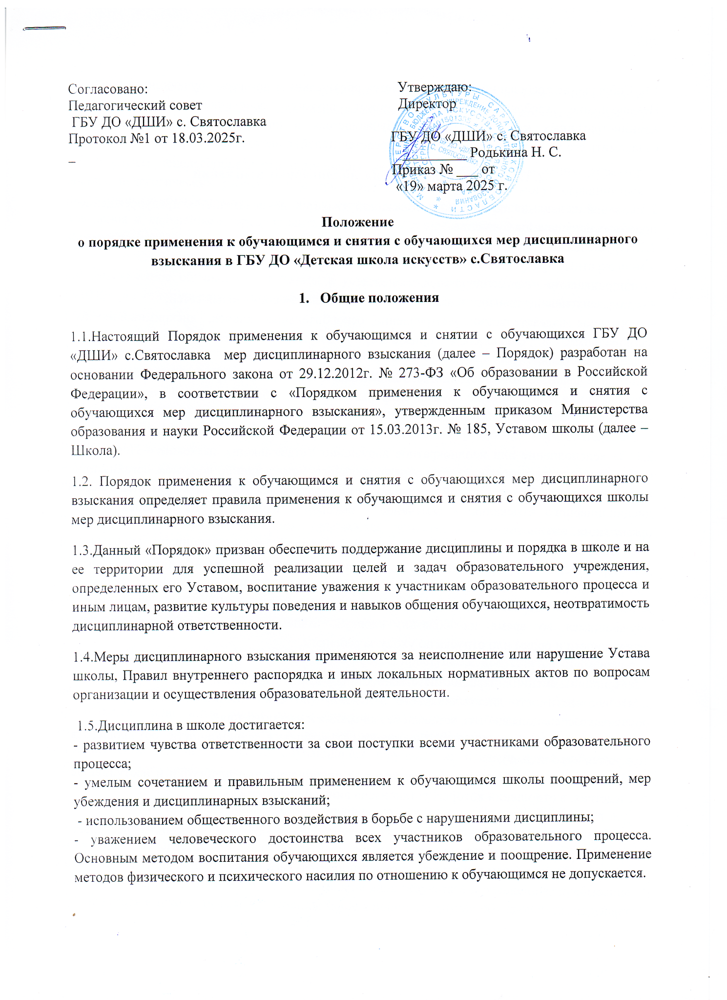 Согласовано:
Педагогический совет
ГБУ ДО «ДШИ» с. Святославка
Протокол №1 от 18.03.2025г.
_
Утверждаю:
Директор
ГБУ ДО «ДШИ» с. Святославка
___________ Родькина Н. С.
Приказ № ___ от
«19» марта 2025 г.
Положение
о порядке применения к обучающимся и снятия с обучающихся мер дисциплинарного
взыскания в ГБУ ДО «Детская школа искусств» с.Святославка
1. Общие положения
1.1.Настоящий Порядок применения к обучающимся и снятии с обучающихся ГБУ ДО
«ДШИ» с.Святославка мер дисциплинарного взыскания (далее – Порядок) разработан на
основании Федерального закона от 29.12.2012г. № 273-ФЗ «Об образовании в Российской
Федерации», в соответствии с «Порядком применения к обучающимся и снятия с
обучающихся мер дисциплинарного взыскания», утвержденным приказом Министерства
образования и науки Российской Федерации от 15.03.2013г. № 185, Уставом школы (далее –
Школа).
1.2. Порядок применения к обучающимся и снятия с обучающихся мер дисциплинарного
взыскания определяет правила применения к обучающимся и снятия с обучающихся школы
мер дисциплинарного взыскания.
1.3.Данный «Порядок» призван обеспечить поддержание дисциплины и порядка в школе и на
ее территории для успешной реализации целей и задач образовательного учреждения,
определенных его Уставом, воспитание уважения к участникам образовательного процесса и
иным лицам, развитие культуры поведения и навыков общения обучающихся, неотвратимость
дисциплинарной ответственности.
1.4.Меры дисциплинарного взыскания применяются за неисполнение или нарушение Устава
школы, Правил внутреннего распорядка и иных локальных нормативных актов по вопросам
организации и осуществления образовательной деятельности.
1.5.Дисциплина в школе достигается:
- развитием чувства ответственности за свои поступки всеми участниками образовательного
процесса;
- умелым сочетанием и правильным применением к обучающимся школы поощрений, мер
убеждения и дисциплинарных взысканий;
- использованием общественного воздействия в борьбе с нарушениями дисциплины;
- уважением человеческого достоинства всех участников образовательного процесса.
Основным методом воспитания обучающихся является убеждение и поощрение. Применение
методов физического и психического насилия по отношению к обучающимся не допускается.